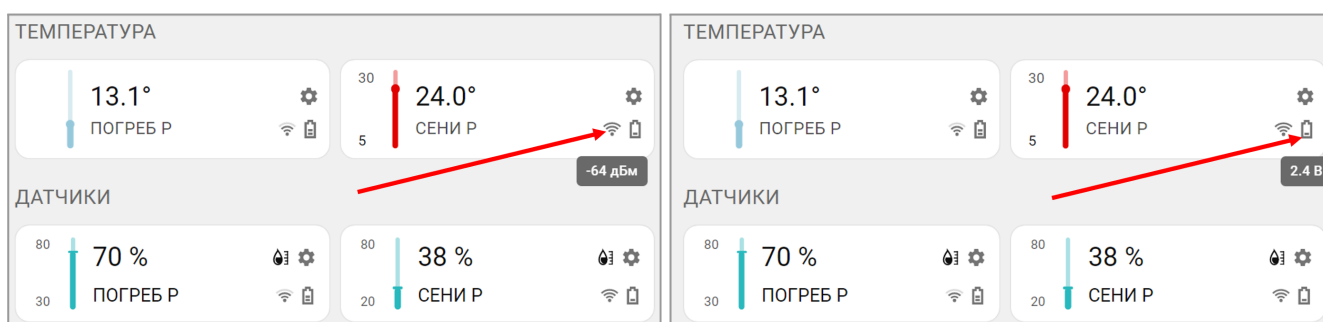 ТЕМПЕРАТУРА
13.1°
ПОГРЕБ Р
30
24.0°
СЕНИ Р
5
-64 дБм
ДАТЧИКИ
80
70 %
ПОГРЕБ Р
30
80
38 %
СЕНИ Р
20
ТЕМПЕРАТУРА
13.1°
ПОГРЕБ Р
30
24.0°
СЕНИ Р
5
2.4 В
ДАТЧИКИ
80
70 %
ПОГРЕБ Р
30
80
38 %
СЕНИ Р
20